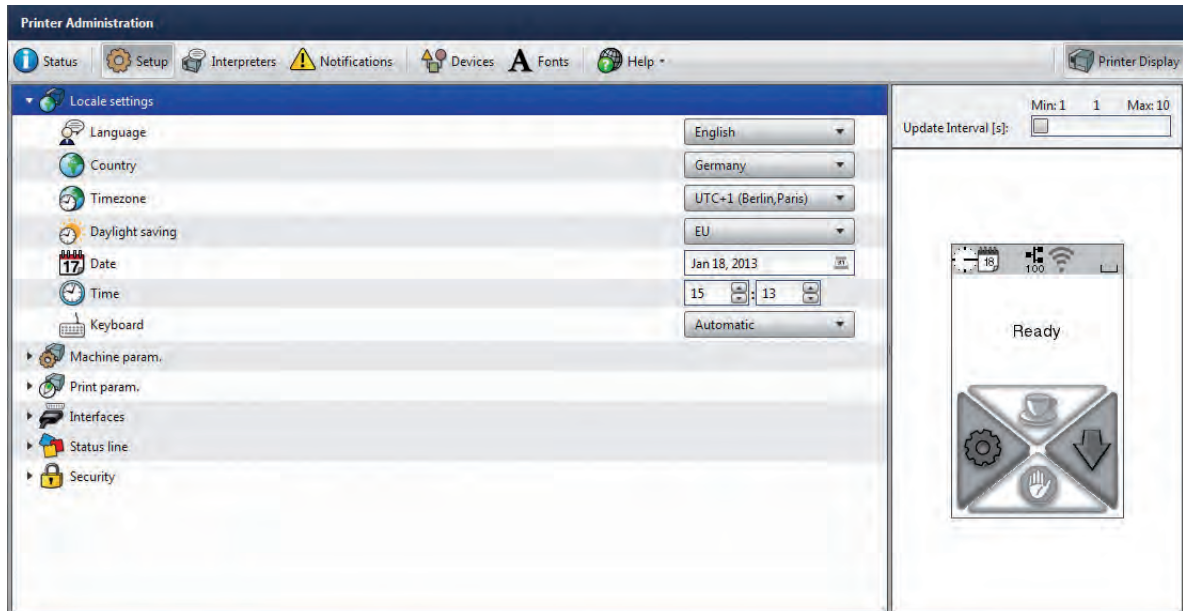 Printer Administration
Status Setup Interpreters Notifications Devices Fonts Help Printer Display
Locale settings
Language English
Country Germany
Timezone UTC+1 (Berlin,Paris)
Daylight saving EU
17 Date Jan 18, 2013 31
Time 15 : 13
Keyboard Automatic
Machine param.
Print param.
Interfaces
Status line
Security
Min: 1 1 Max: 10
Update Interval [s]:
18 100
Ready